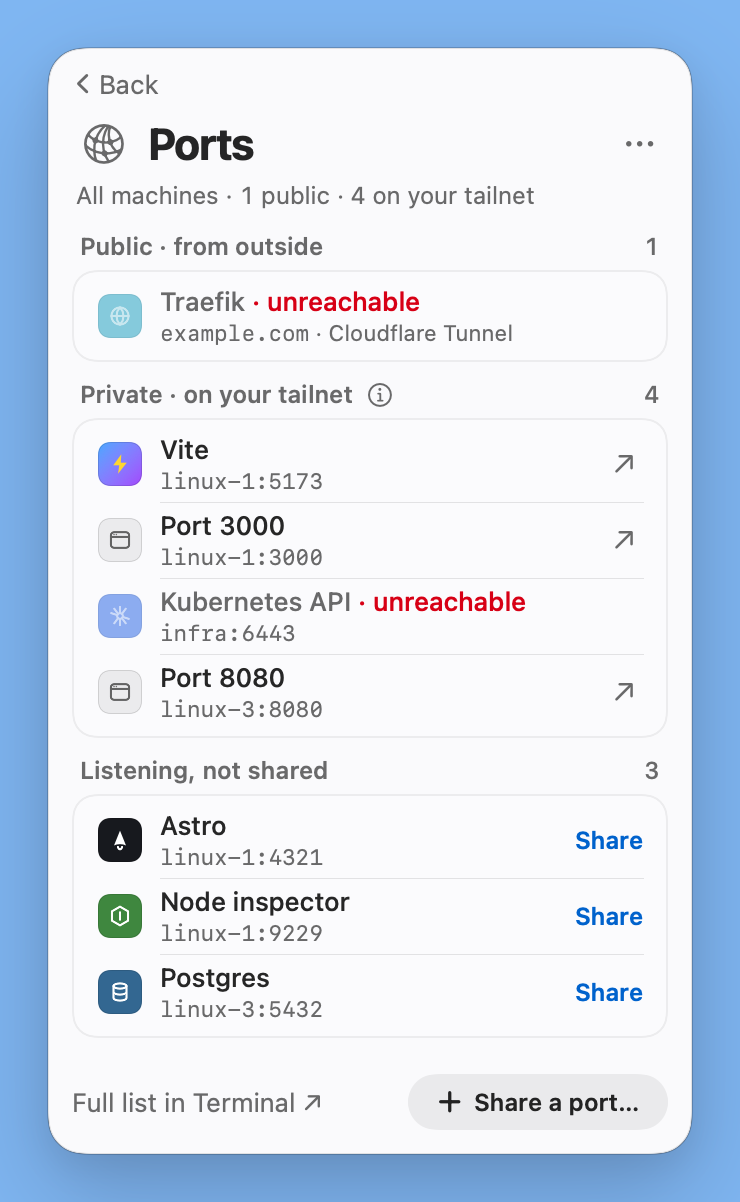 Back
Ports
All machines · 1 public · 4 on your tailnet
Public · from outside 1
Traefik · unreachable
example.com · Cloudflare Tunnel
Private · on your tailnet 4
Vite
linux-1:5173
Port 3000
linux-1:3000
Kubernetes API · unreachable
infra:6443
Port 8080
linux-3:8080
Listening, not shared 3
Astro
linux-1:4321
Share
Node inspector
linux-1:9229
Share
Postgres
linux-3:5432
Share
Full list in Terminal ↗
+ Share a port...